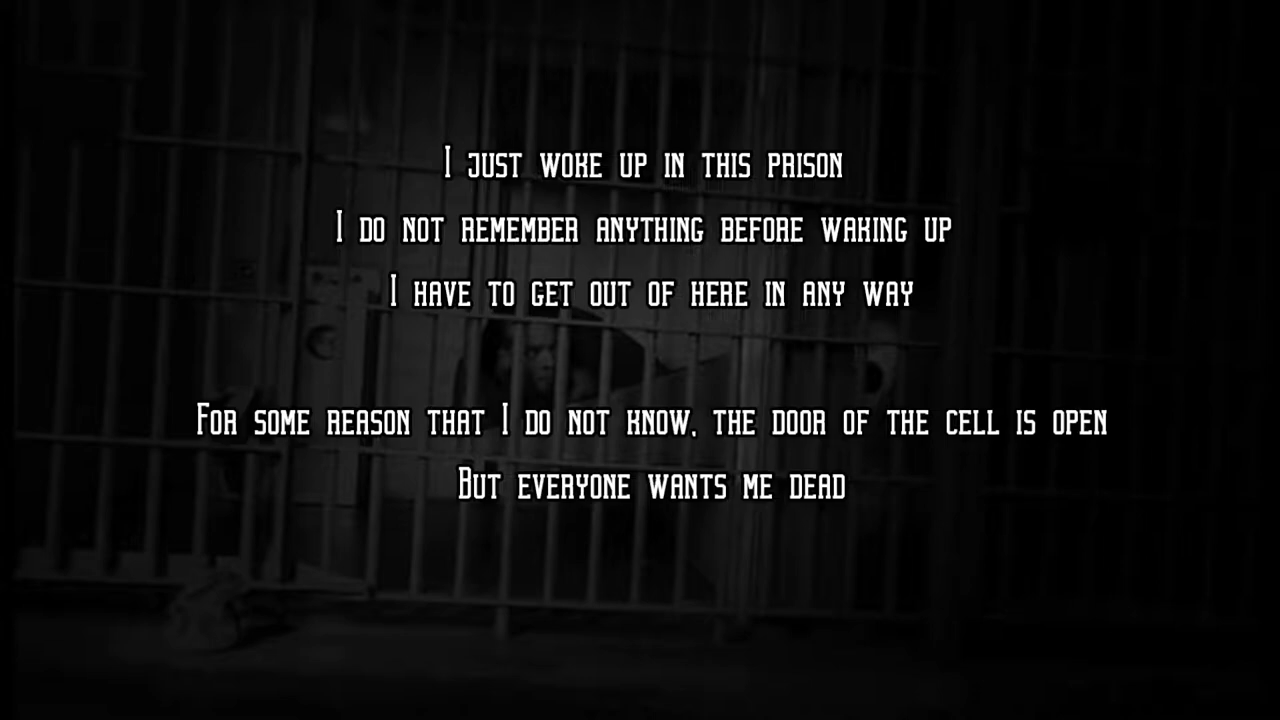 I just woke up in this prison
I do not remember anything before waking up
I have to get out of here in any way
For some reason that I do not know, the door of the cell is open
But everyone wants me dead